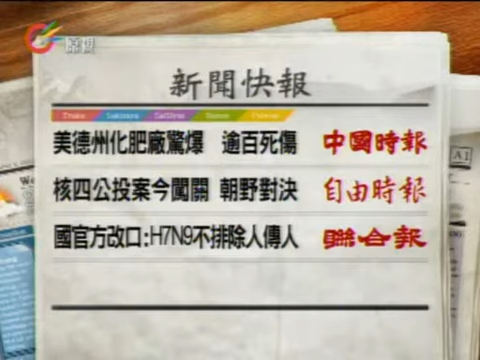 原視
新聞快報
美德州化肥廠驚爆 逾百死傷 中國時報
核四公投案今闖關 朝野對決 自由時報
國官方改口:H7N9不排除人傳人 聯合報